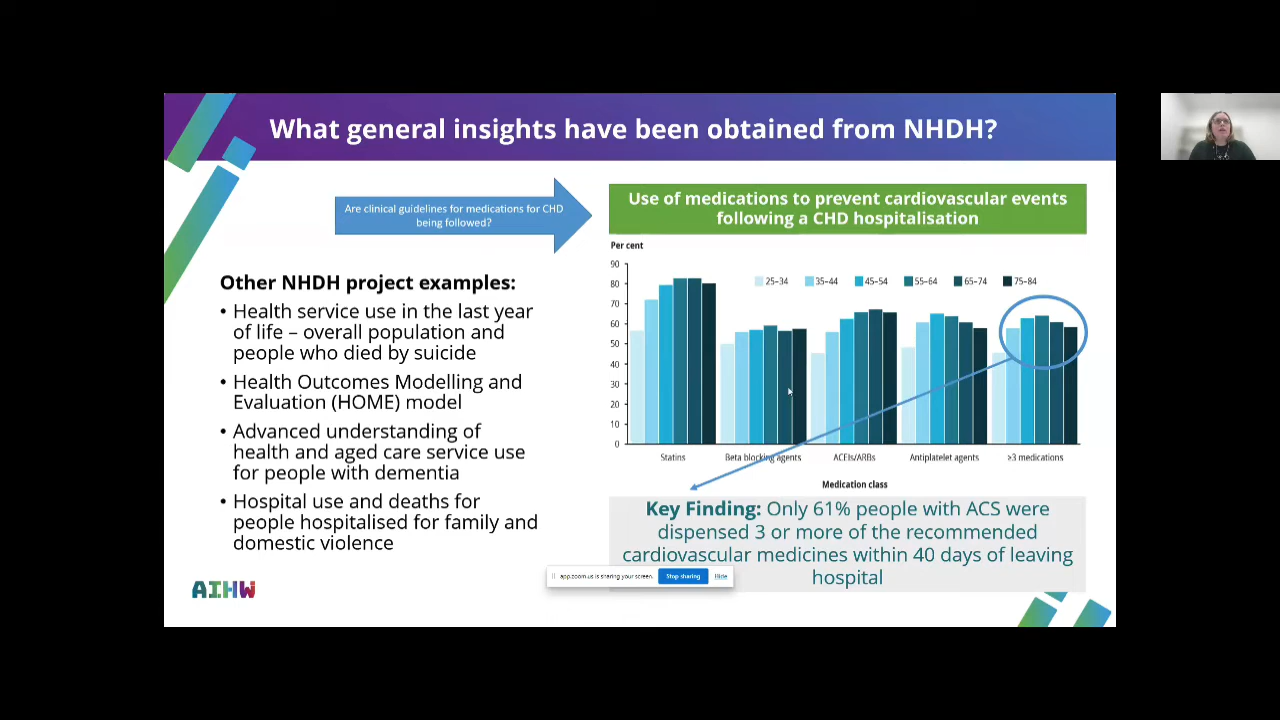 What general insights have been obtained from NHDH?
Are clinical guidelines for medications for CHD
being followed?
Other NHDH project examples:
• Health service use in the last year
of life – overall population and
people who died by suicide
• Health Outcomes Modelling and
Evaluation (HOME) model
• Advanced understanding of
health and aged care service use
for people with dementia
• Hospital use and deaths for
people hospitalised for family and
domestic violence
AIHW
Use of medications to prevent cardiovascular events
following a CHD hospitalisation
Per cent
90
80
70
60
50
40
30
20
10
0
25–34 35–44 45–54 55–64 65–74 75–84
Statins Beta blocking agents ACEIs/ARBs Antiplatelet agents ≥3 medications
Medication class
Key Finding: Only 61% people with ACS were
dispensed 3 or more of the recommended
cardiovascular medicines within 40 days of leaving
hospital
app.zoom.us is sharing your screen. Stop sharing Hide